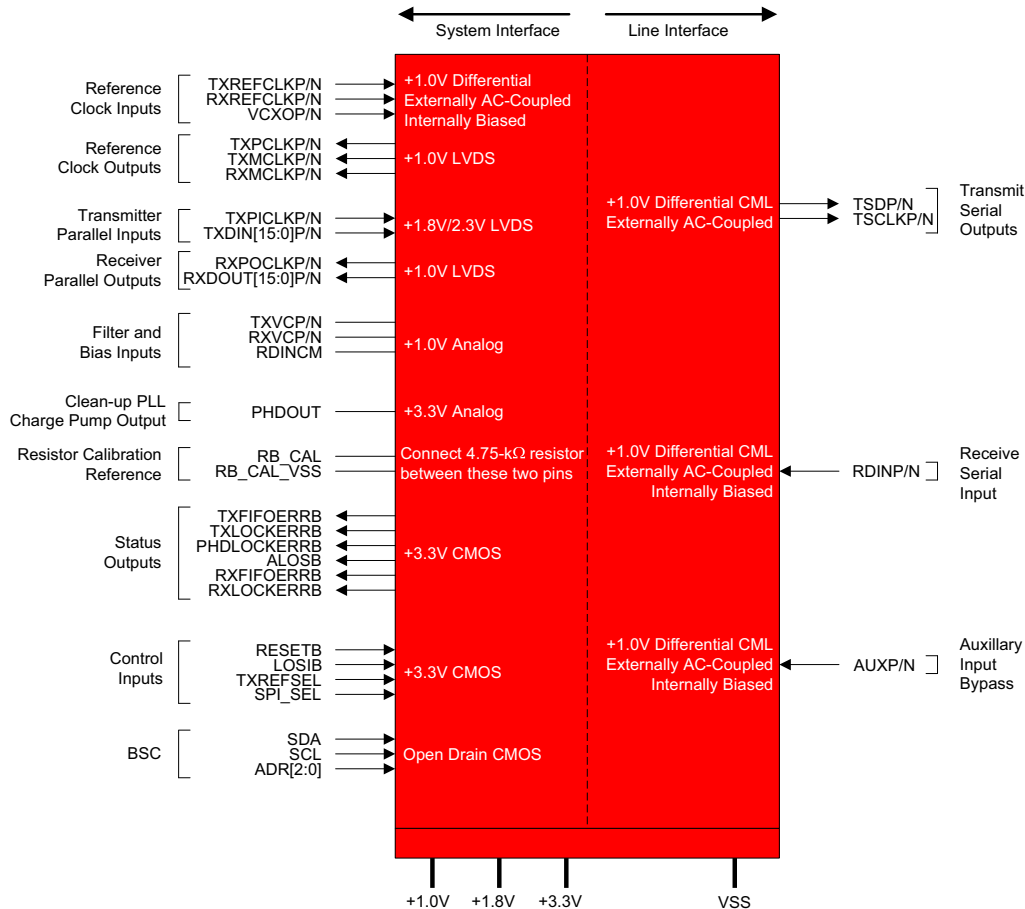 System Interface
Line Interface
Reference
Clock Inputs
TXREFCLKP/N
RXREFCLKP/N
VCXOP/N
+1.0V Differential
Externally AC-Coupled
Internally Biased
Reference
Clock Outputs
TXPCLKP/N
TXMCLKP/N
RXMCLKP/N
+1.0V LVDS
Transmitter
Parallel Inputs
TXPICLKP/N
TXDIN[15:0]P/N
+1.8V/2.3V LVDS
+1.0V Differential CML
Externally AC-Coupled
TSDP/N
TSCLKP/N
Transmit
Serial
Outputs
Receiver
Parallel Outputs
RXPOCLKP/N
RXDOUT[15:0]P/N
+1.0V LVDS
Filter and
Bias Inputs
TXVCP/N
RXVCP/N
RDINCM
+1.0V Analog
Clean-up PLL
Charge Pump Output
PHDOUT
+3.3V Analog
Resistor Calibration
Reference
RB_CAL
RB_CAL_VSS
Connect 4.75-kΩ resistor
between these two pins
+1.0V Differential CML
Externally AC-Coupled
Internally Biased
RDINP/N
Receive
Serial
Input
Status
Outputs
TXFIFOERRB
TXLOCKERRB
PHDLOCKERRB
ALOSB
RXFIFOERRB
RXLOCKERRB
+3.3V CMOS
Control
Inputs
RESETB
LOSIB
TXREFSEL
SPI_SEL
+3.3V CMOS
+1.0V Differential CML
Externally AC-Coupled
Internally Biased
AUXP/N
Auxillary
Input
Bypass
BSC
SDA
SCL
ADR[2:0]
Open Drain CMOS
+1.0V
+1.8V
+3.3V
VSS